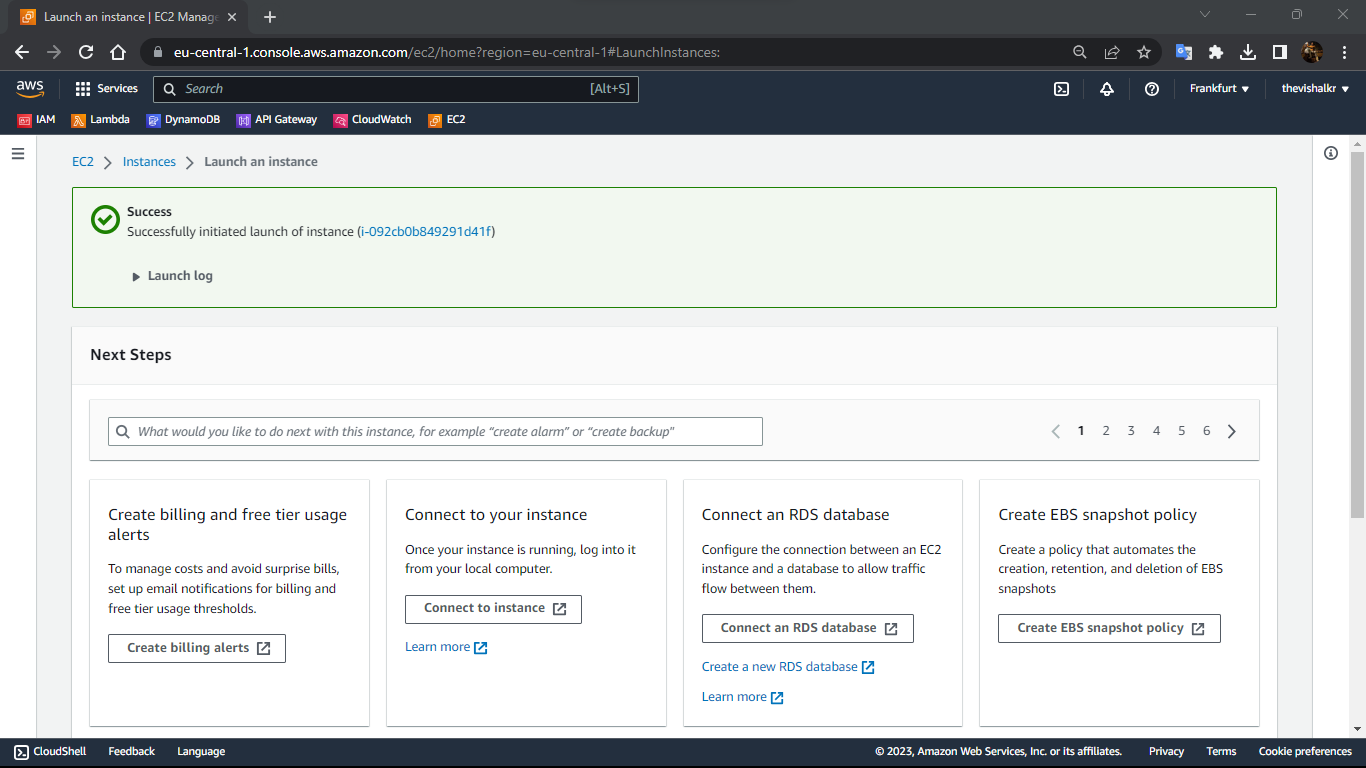 Launch an instance | EC2 Manage
eu-central-1.console.aws.amazon.com/ec2/home?region=eu-central-1#LaunchInstances:
aws Services Search [Alt+S] Frankfurt thevishalkr
IAM Lambda DynamoDB API Gateway CloudWatch EC2
EC2 Instances Launch an instance
Success
Successfully initiated launch of instance (i-092cb0b849291d41f)
Launch log
Next Steps
What would you like to do next with this instance, for example “create alarm” or “create backup”
1 2 3 4 5 6
Create billing and free tier usage
alerts
To manage costs and avoid surprise bills,
set up email notifications for billing and
free tier usage thresholds.
Create billing alerts
Connect to your instance
Once your instance is running, log into it
from your local computer.
Connect to instance
Learn more
Connect an RDS database
Configure the connection between an EC2
instance and a database to allow traffic
flow between them.
Connect an RDS database
Create a new RDS database
Learn more
Create EBS snapshot policy
Create a policy that automates the
creation, retention, and deletion of EBS
snapshots
Create EBS snapshot policy
CloudShell Feedback Language © 2023, Amazon Web Services, Inc. or its affiliates. Privacy Terms Cookie preferences